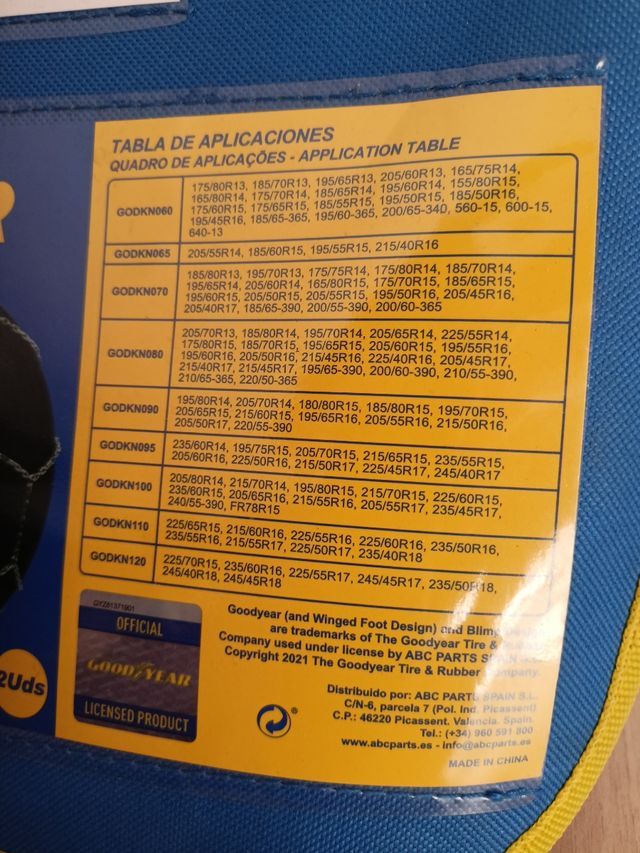 R
TABLA DE APLICACIONES
QUADRO DE APLICAÇÕES - APPLICATION TABLE
GODKN060
175/80R13, 185/70R13, 195/65R13, 205/60R13, 165/75R14,
165/80R14, 175/70R14, 185/65R14, 195/60R14, 155/80R15,
175/60R15, 175/65R15, 185/55R15, 195/50R15, 185/50R16,
195/45R16, 185/65-365, 195/60-365, 200/65-340, 560-15, 600-15,
640-13
GODKN065
205/55R14, 185/60R15, 195/55R15, 215/40R16
GODKN070
185/80R13, 195/70R13, 175/75R14, 175/80R14, 185/70R14,
195/65R14, 205/60R14, 165/80R15, 175/70R15, 185/65R15,
195/60R15, 205/50R15, 205/55R15, 195/50R16, 205/45R16,
205/40R17, 185/65-390, 200/55-390, 200/60-365
GODKN080
205/70R13, 185/80R14, 195/70R14, 205/65R14, 225/55R14,
175/80R15, 185/70R15, 195/65R15, 205/60R15, 195/55R16,
195/60R16, 205/50R16, 215/45R16, 225/40R16, 205/45R17,
215/40R17, 215/45R17, 195/65-390, 200/60-390, 210/55-390,
210/65-365, 220/50-365
GODKN090
195/80R14, 205/70R14, 180/80R15, 185/80R15, 195/70R15,
205/65R15, 215/60R15, 195/65R16, 205/55R16, 215/50R16,
205/50R17, 220/55-390
GODKN095
235/60R14, 195/75R15, 205/70R15, 215/65R15, 235/55R15,
205/60R16, 225/50R16, 215/50R17, 225/45R17, 245/40R17
GODKN100
205/80R14, 215/70R14, 195/80R15, 215/70R15, 225/60R15,
235/60R15, 205/65R16, 215/55R16, 205/55R17, 235/45R17,
240/55-390, FR78R15
GODKN110
225/65R15, 215/60R16, 225/55R16, 225/60R16, 235/50R16,
235/55R16, 215/55R17, 225/50R17, 235/40R18
GODKN120
225/70R15, 235/60R16, 225/55R17, 245/45R17, 235/50R18,
245/40R18, 245/45R18
GYZ81371901
OFFICIAL
GOODYEAR
LICENSED PRODUCT
2Uds
Goodyear (and Winged Foot Design) and Blimp
are trademarks of The Goodyear Tire &
Company used under license by ABC PARTS SPAIN
Copyright 2021 The Goodyear Tire & Rubber Company.
Distribuido por: ABC PARTS SPAIN S.L.
C/N-6, parcela 7 (Pol. Ind. Picassent)
C.P.: 46220 Picassent. Valencia. Spain.
Tel.: (+34) 960 591 800
www.abcparts.es - info@abcparts.es
MADE IN CHINA